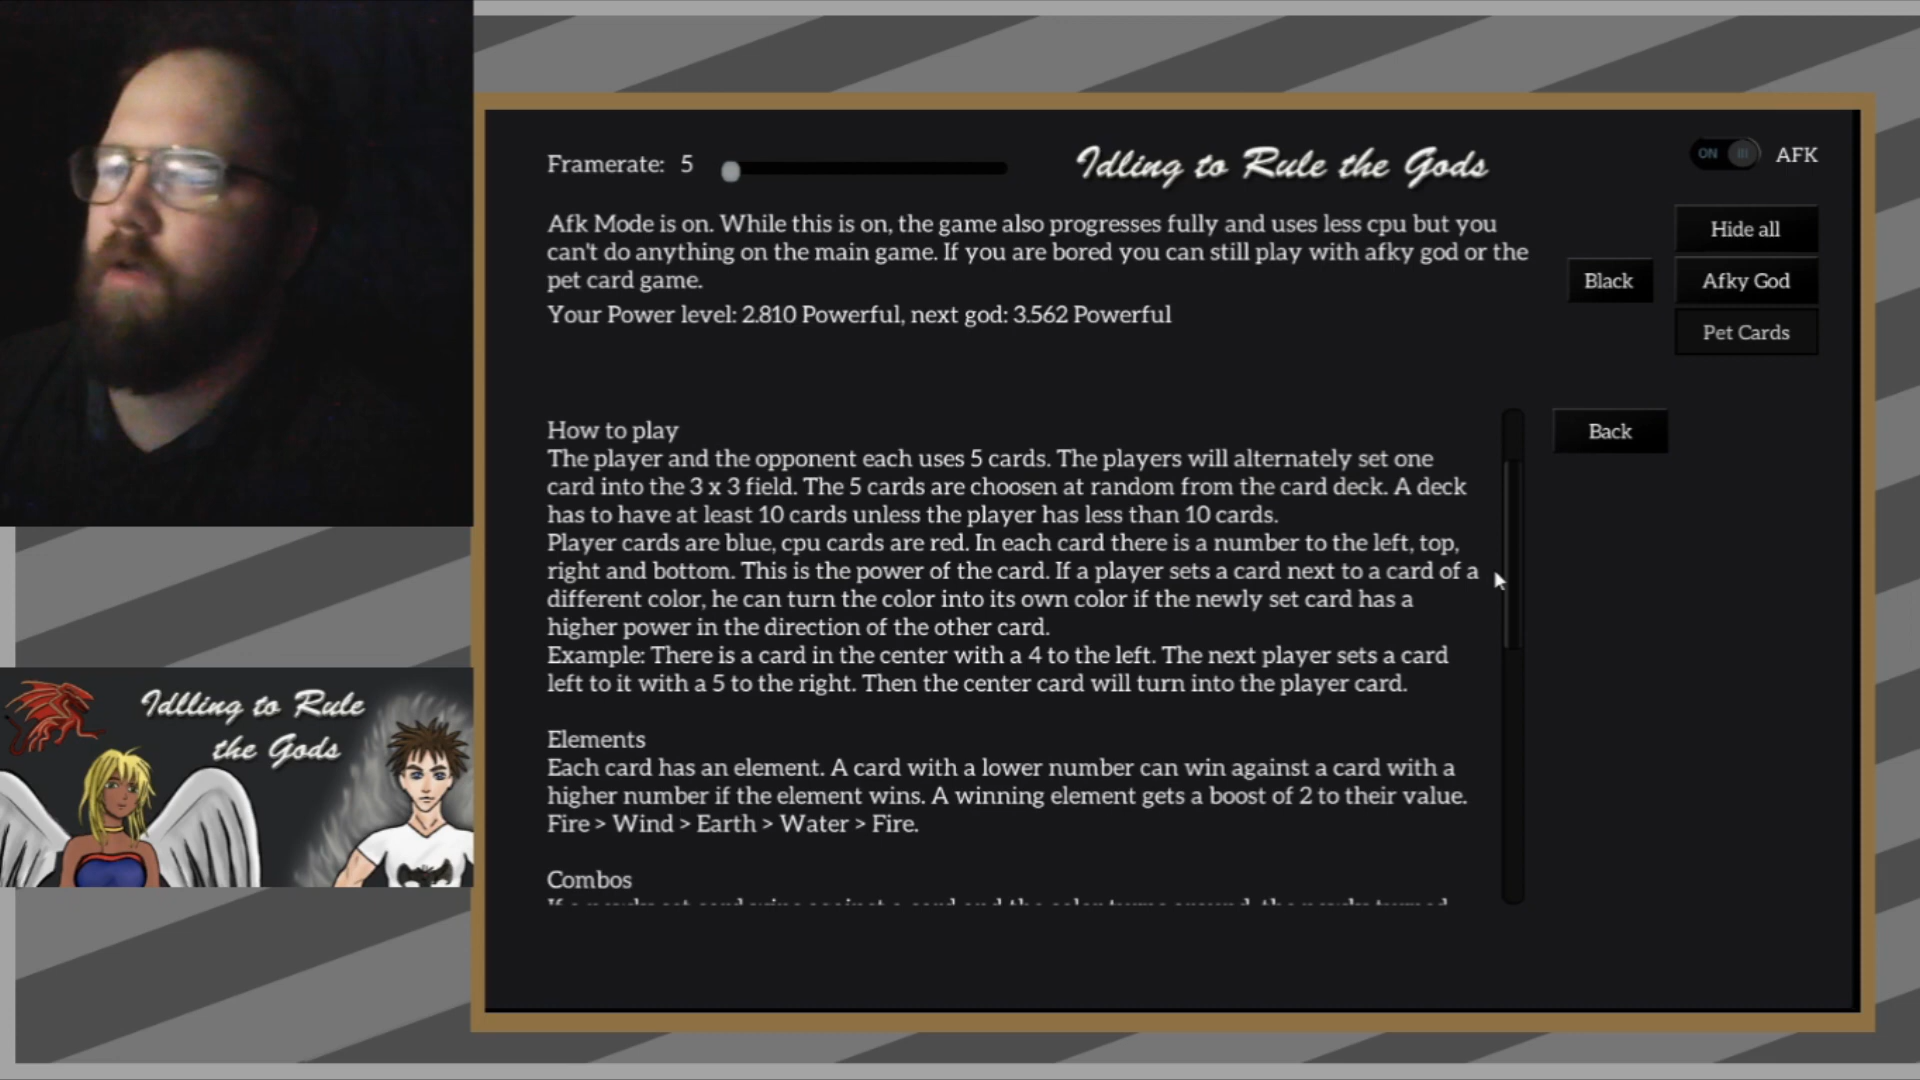 Framerate: 5
Idling to Rule the Gods
ON
AFK
Afk Mode is on. While this is on, the game also progresses fully and uses less cpu but you
can't do anything on the main game. If you are bored you can still play with afky god or the
pet card game.
Your Power level: 2.810 Powerful, next god: 3.562 Powerful
Hide all
Black
Afky God
Pet Cards
Back
How to play
The player and the opponent each uses 5 cards. The players will alternately set one
card into the 3 x 3 field. The 5 cards are choosen at random from the card deck. A deck
has to have at least 10 cards unless the player has less than 10 cards.
Player cards are blue, cpu cards are red. In each card there is a number to the left, top,
right and bottom. This is the power of the card. If a player sets a card next to a card of a
different color, he can turn the color into its own color if the newly set card has a
higher power in the direction of the other card.
Example: There is a card in the center with a 4 to the left. The next player sets a card
left to it with a 5 to the right. Then the center card will turn into the player card.
Elements
Each card has an element. A card with a lower number can win against a card with a
higher number if the element wins. A winning element gets a boost of 2 to their value.
Fire > Wind > Earth > Water > Fire.
Combos
Idlling to Rule
the Gods